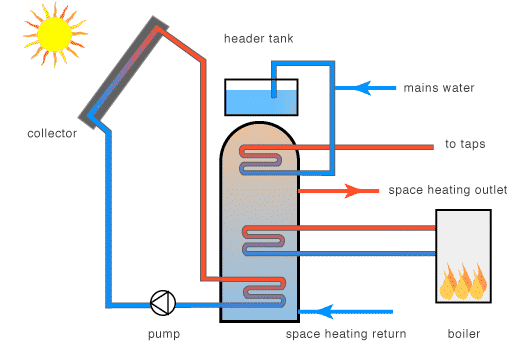 header tank
mains water
collector
to taps
space heating outlet
pump
space heating return
boiler